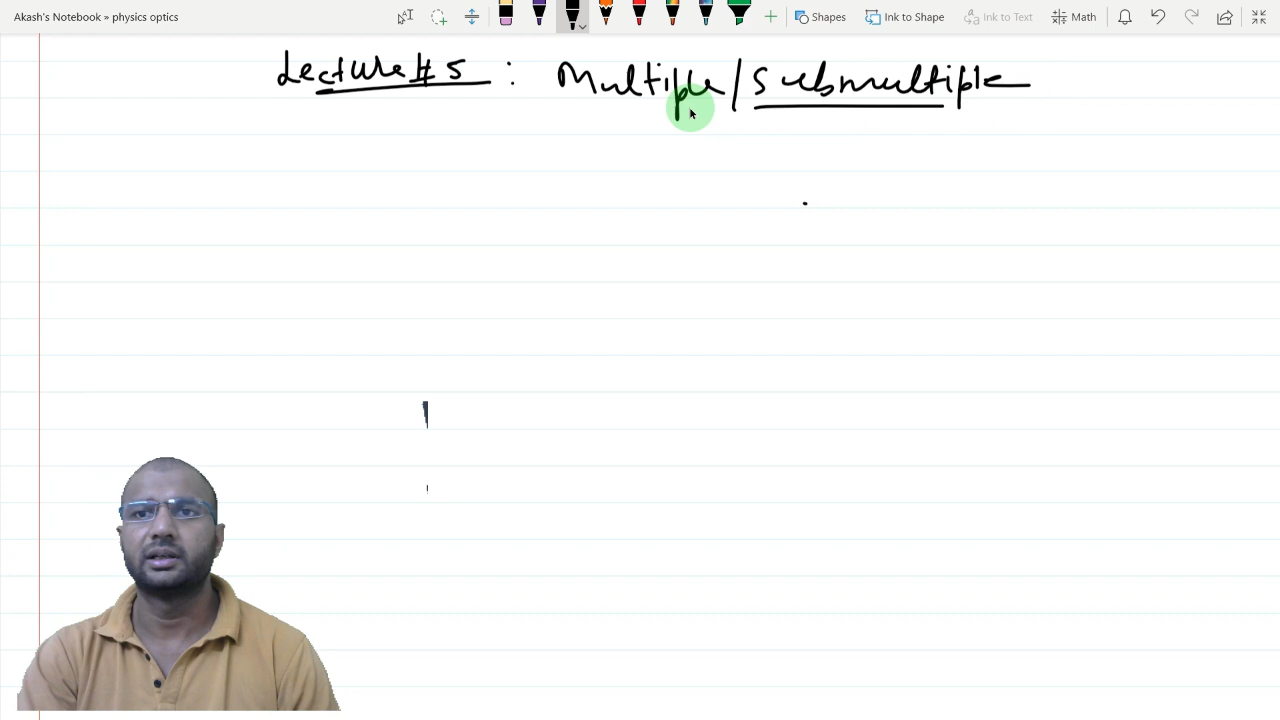 Akash's Notebook » physics optics
Shapes
Ink to Shape
Ink to Text
Math
Lecture # 5 : Multiple / Submultiple